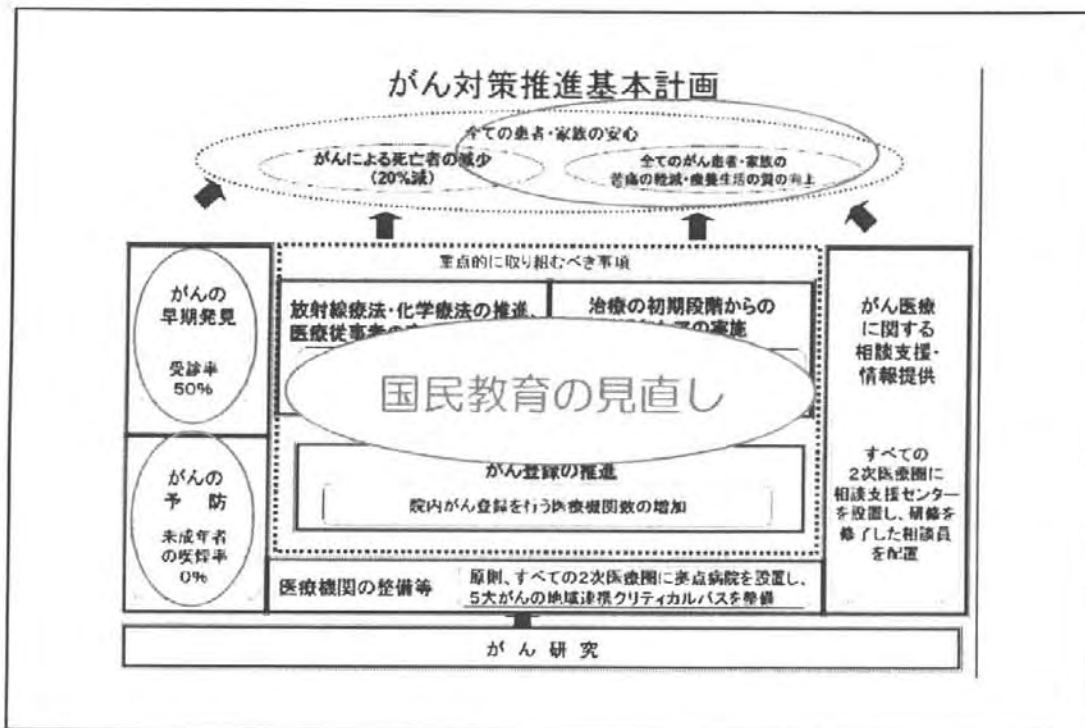 がん対策推進基本計画
全ての患者・家族の安心
がんによる死亡者の減少
(20%減)
全てのがん患者・家族の
苦痛の軽減・療養生活の質の向上
重点的に取り組むべき事項
がんの
早期発見
受診率
50%
がんの
予 防
未成年者
の喫煙率
0%
放射線療法・化学療法の推進、
医療従事者の
治療の初期段階からの
の実施
国民教育の見直し
がん登録の推進
院内がん登録を行う医療機関数の増加
医療機関の整備等
原則、すべての2次医療圏に拠点病院を設置し、
5大がんの地域連携クリティカルパスを整備
がん医療
に関する
相談支援・
情報提供
すべての
2次医療圏に
相談支援センター
を設置し、研修を
修了した相談員
を配置
が ん 研 究